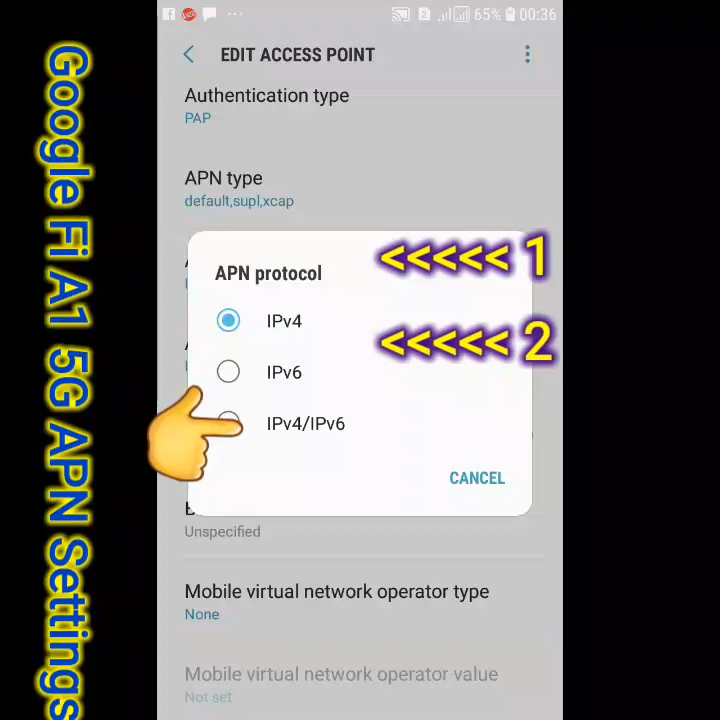 Google Fi A1 5G APN Settings
65% 00:36
EDIT ACCESS POINT
Authentication type
PAP
APN type
default,supl,xcap
<<<<< 1
APN protocol
IPv4
<<<<< 2
IPv6
IPv4/IPv6
CANCEL
Unspecified
Mobile virtual network operator type
None
Mobile virtual network operator value
Not set